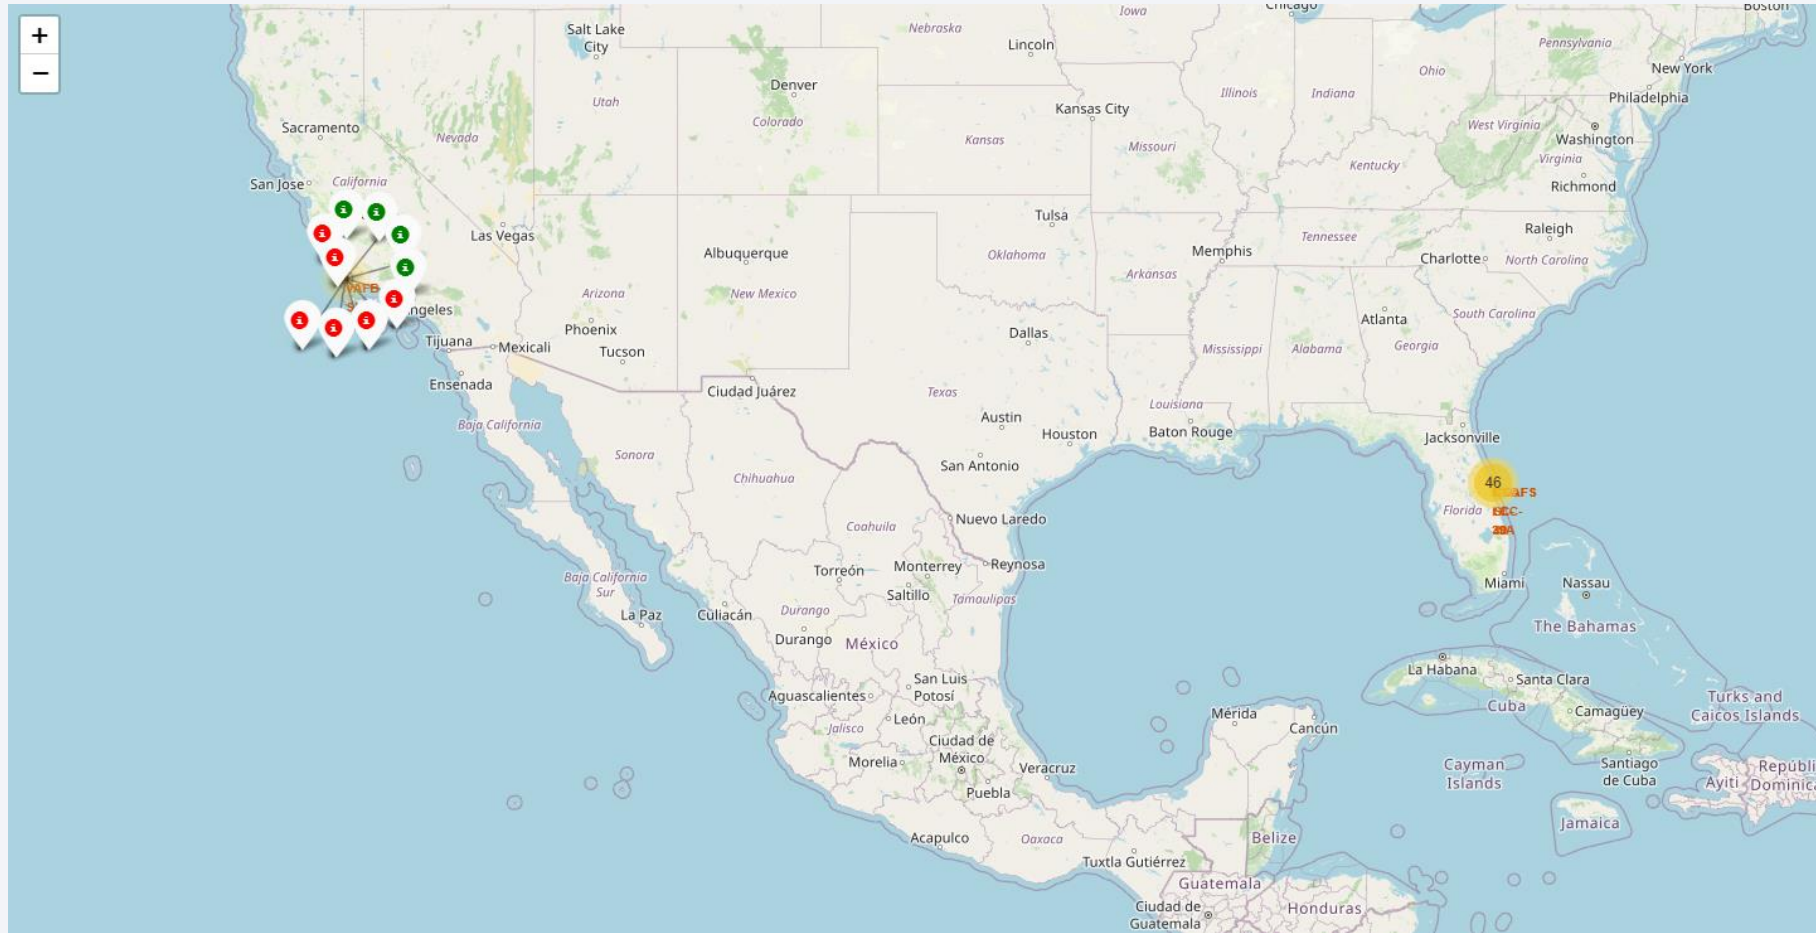 +
−
Salt Lake
City
Nebraska
Iowa
Chicago
Boston
Lincoln
Pennsylvania
New York
Denver
Utah
Ohio
Philadelphia
Illinois
Indiana
Kansas City
Colorado
Sacramento
Nevada
Kansas
Missouri
West Virginia
Washington
Virginia
Kentucky
San Jose
California
Richmond
Tulsa
Las Vegas
Albuquerque
Oklahoma
Memphis
Tennessee
Raleigh
Charlotte
North Carolina
Arkansas
VAFB
Arizona
New Mexico
ngeles
Phoenix
Tucson
Dallas
Atlanta
South Carolina
Tijuana
Mexicali
Mississippi
Alabama
Georgia
Ensenada
Ciudad Juárez
Texas
Louisiana
Baja California
Austin
Houston
Baton Rouge
Jacksonville
Sonora
Chihuahua
San Antonio
46
AFS
Florida
Coahuila
Nuevo Laredo
Torreón
Monterrey
Reynosa
Baja California
Sur
Saltillo
Tamaulipas
Miami
Nassau
La Paz
Culiacán
Durango
Durango
México
The Bahamas
La Habana
Santa Clara
Aguascalientes
San Luis
Potosí
Turks and
Caicos Islands
Cuba
Camagüey
León
Mérida
Cancún
Jalisco
Ciudad de
México
Morelia
Veracruz
Cayman
Islands
Santiago
de Cuba
Ayiti
Puebla
Jamaica
Acapulco
Oaxaca
Belize
Tuxtla Gutiérrez
Guatemala
Ciudad de
Guatemala
Honduras